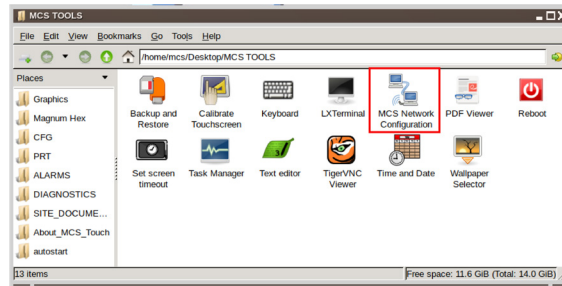 MCS TOOLS
File Edit View Bookmarks Go Tools Help
/home/mcs/Desktop/MCS TOOLS
Places
Graphics
Magnum Hex
CFG
PRT
ALARMS
DIAGNOSTICS
SITE_DOCUME...
About_MCS_Touch
autostart
Backup and
Restore
Calibrate
Touchscreen
Keyboard
LXTerminal
MCS Network
Configuration
PDF Viewer
Reboot
Set screen
timeout
Task Manager
Text editor
TigerVNC
Viewer
Time and Date
Wallpaper
Selector
13 items
Free space: 11.6 GiB (Total: 14.0 GiB)